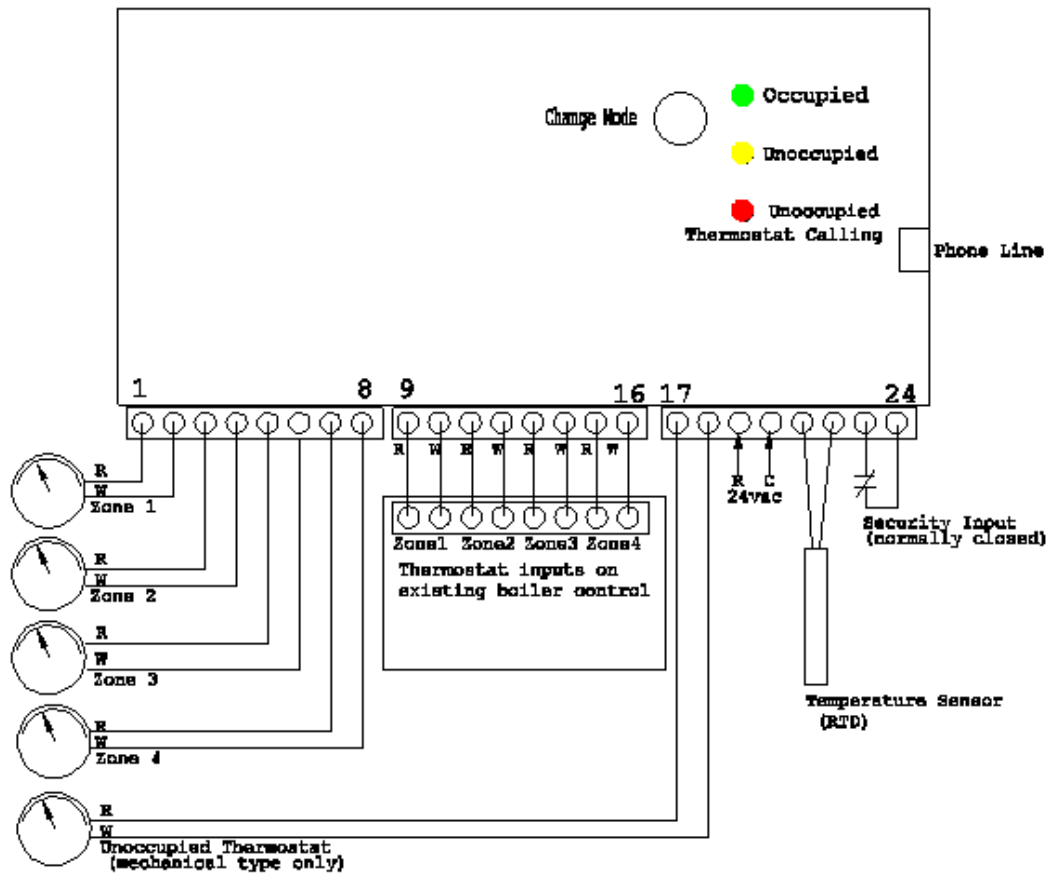 Occupied
Change Mode
Unoccupied
Unoccupied
Thermostat Calling
Phone Line
1 8 9 16 17 24
R W R W R W R W
R
W
Zone 1
R C
24vac
Security Input
(normally closed)
Zone1 Zone2 Zone3 Zone4
R
W
Zone 2
Thermostat inputs on
existing boiler control
R
W
Zone 3
Temperature Sensor
(RTD)
R
W
Zone 4
R
W
Unoccupied Thermostat
(mechanical type only)